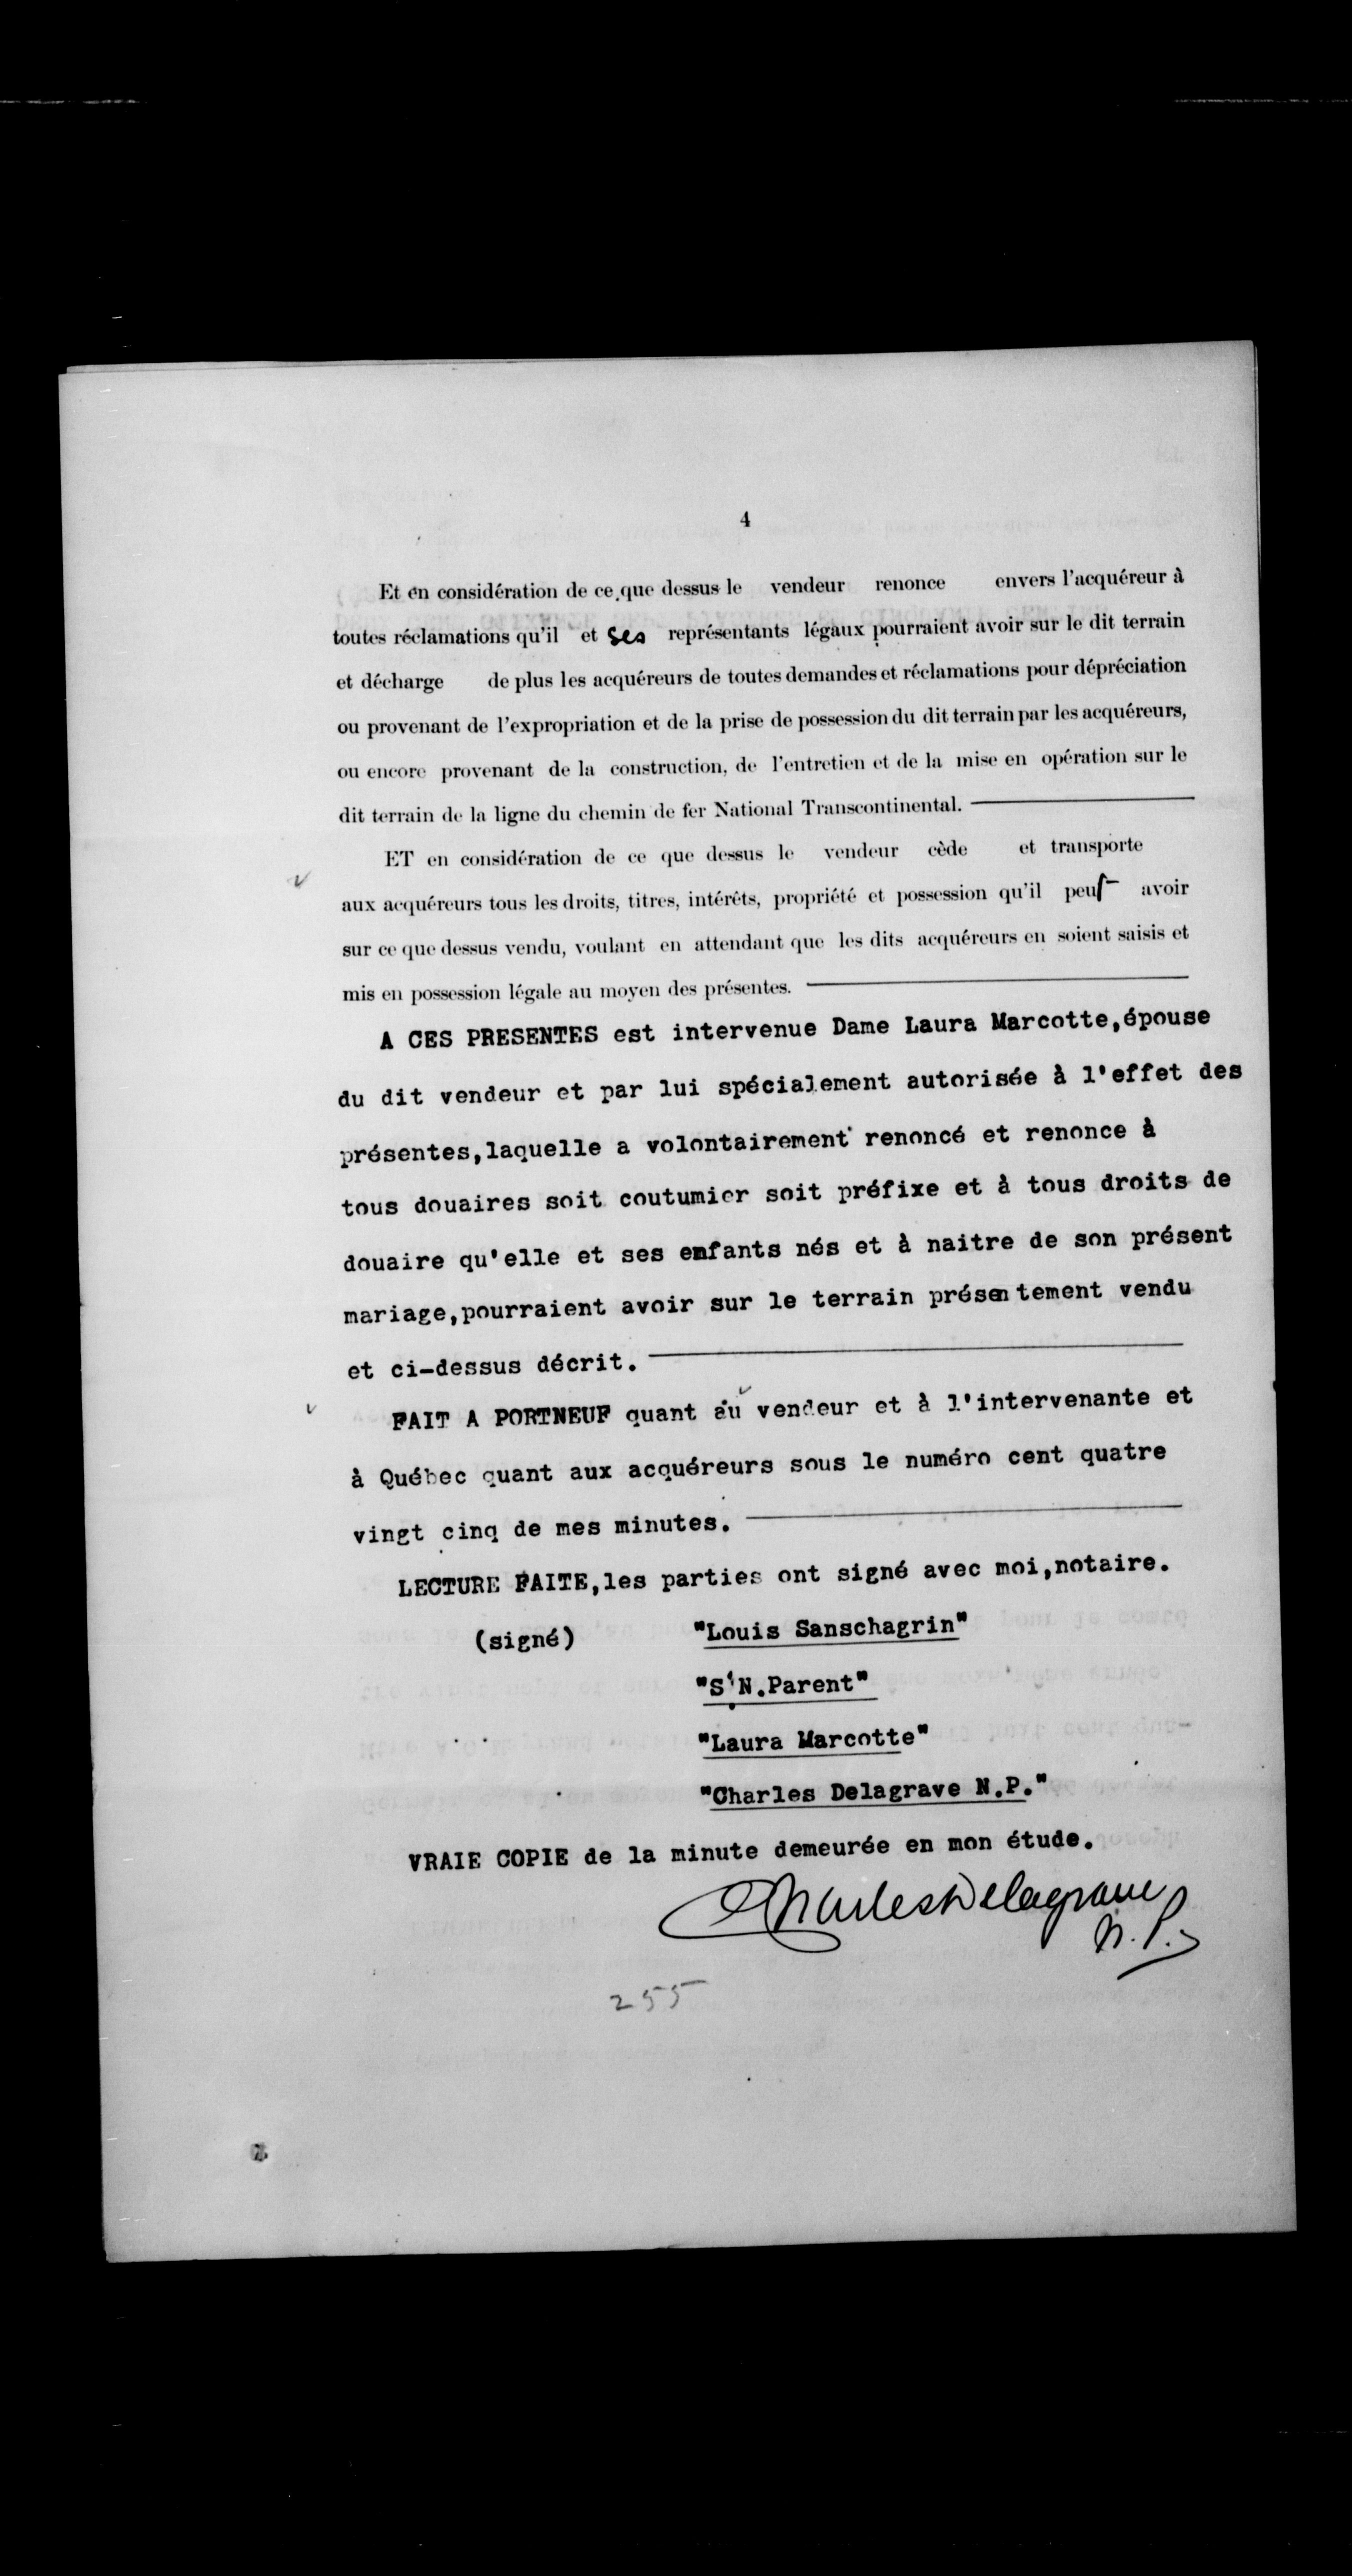 4
Et en considération de ce que dessus le vendeur renonce envers l'acquéreur à
toutes réclamations qu'il et ses représentants légaux pourraient avoir sur le dit terrain
et décharge de plus les acquéreurs de toutes demandes et réclamations pour dépréciation
ou provenant de l'expropriation et de la prise de possession du dit terrain par les acquéreurs,
ou encore provenant de la construction, de l'entretien et de la mise en opération sur le
dit terrain de la ligne du chemin de fer National Transcontinental.
ET en considération de ce que dessus le vendeur cède et transporte
aux acquéreurs tous les droits, titres, intérêts, propriété et possession qu'il peut avoir
sur ce que dessus vendu, voulant en attendant que les dits acquéreurs en soient saisis et
mis en possession légale au moyen des présentes.
A CES PRESENTES est intervenue Dame Laura Marcotte, épouse
du dit vendeur et par lui spécialement autorisée à l'effet des
présentes, laquelle a volontairement renoncé et renonce à
tous douaires soit coutumier soit préfixe et à tous droits de
douaire qu'elle et ses enfants nés et à naitre de son présent
mariage, pourraient avoir sur le terrain présentement vendu
et ci-dessus décrit.
FAIT A PORTNEUF quant au vendeur et à l'intervenante et
à Québec quant aux acquéreurs sous le numéro cent quatre
vingt cinq de mes minutes.
LECTURE FAITE, les parties ont signé avec moi, notaire.
(signé) "Louis Sanschagrin"
"S.N.Parent"
"Laura Marcotte"
"Charles Delagrave N.P."
VRAIE COPIE de la minute demeurée en mon étude.
Charles Delagrave
N.P.
255